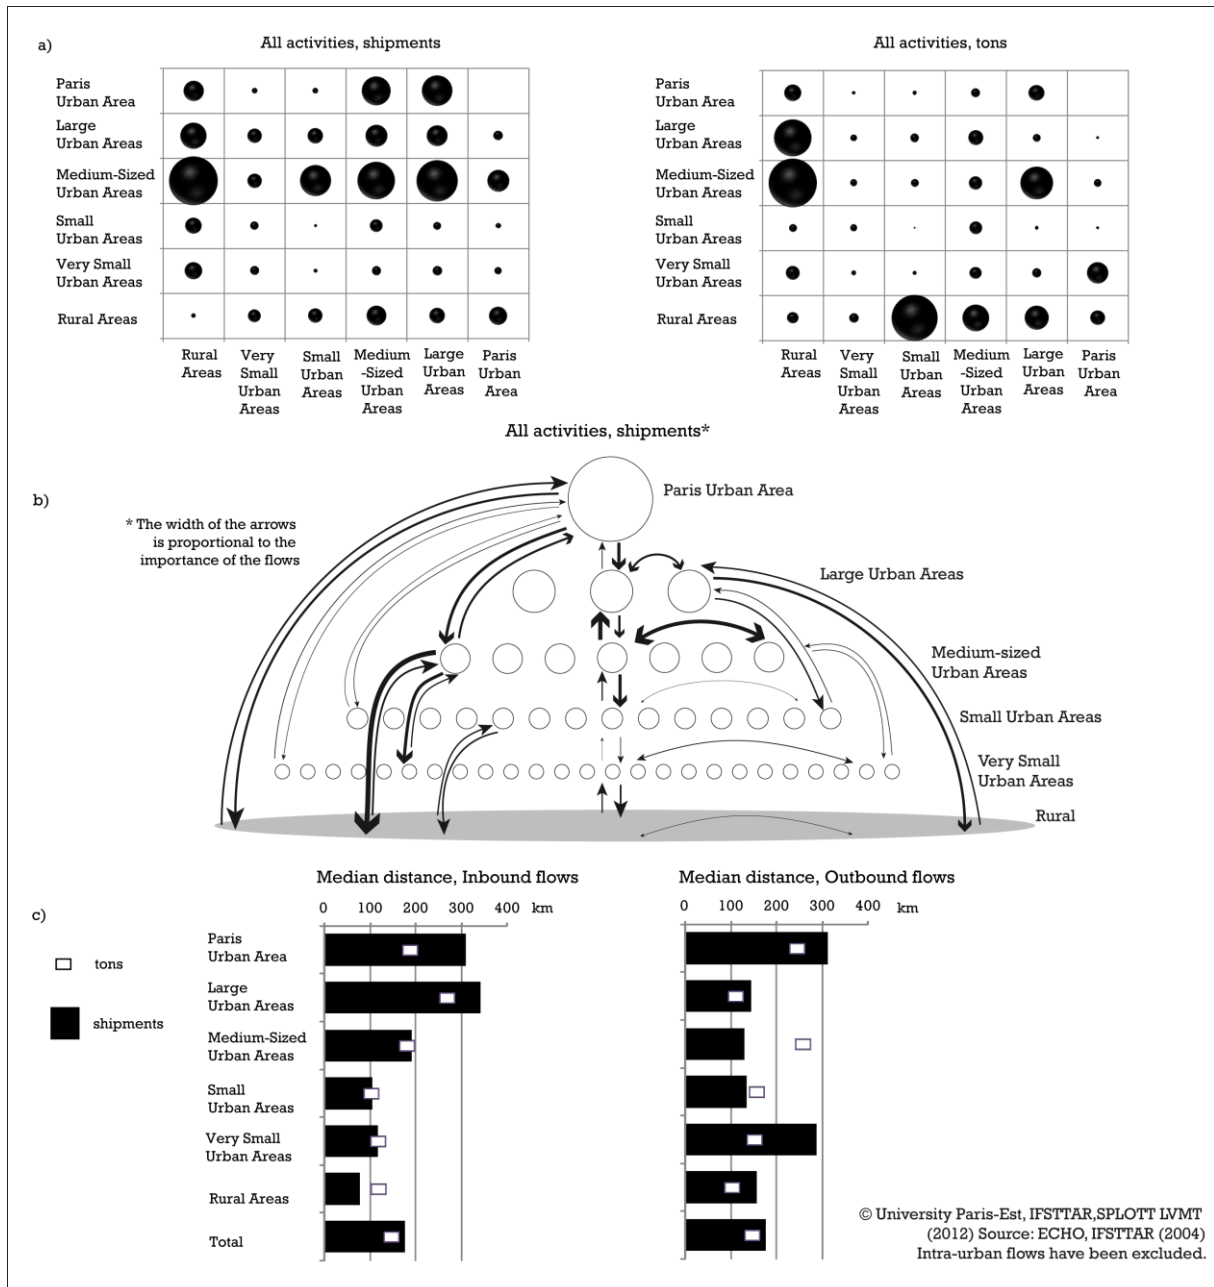 a)
All activities, shipments
Paris
Urban Area
Large
Urban Areas
Medium-Sized
Urban Areas
Small
Urban Areas
Very Small
Urban Areas
Rural Areas
Rural
Areas
Very
Small
Urban
Areas
Small
Urban
Areas
Medium
-Sized
Urban
Areas
Large
Urban
Areas
Paris
Urban
Area
All activities, tons
Paris
Urban Area
Large
Urban Areas
Medium-Sized
Urban Areas
Small
Urban Areas
Very Small
Urban Areas
Rural Areas
Rural
Areas
Very
Small
Urban
Areas
Small
Urban
Areas
Medium
-Sized
Urban
Areas
Large
Urban
Areas
Paris
Urban
Area
All activities, shipments*
b)
* The width of the arrows
is proportional to the
importance of the flows
Paris Urban Area
Large Urban Areas
Medium-sized
Urban Areas
Small Urban Areas
Very Small
Urban Areas
Rural
c)
Median distance, Inbound flows
0 100 200 300 400 km
tons
shipments
Paris
Urban Area
Large
Urban Areas
Medium-Sized
Urban Areas
Small
Urban Areas
Very Small
Urban Areas
Rural Areas
Total
Median distance, Outbound flows
0 100 200 300 400 km
© University Paris-Est, IFSTTAR,SPLOTT LVMT
(2012) Source: ECHO, IFSTTAR (2004)
Intra-urban flows have been excluded.